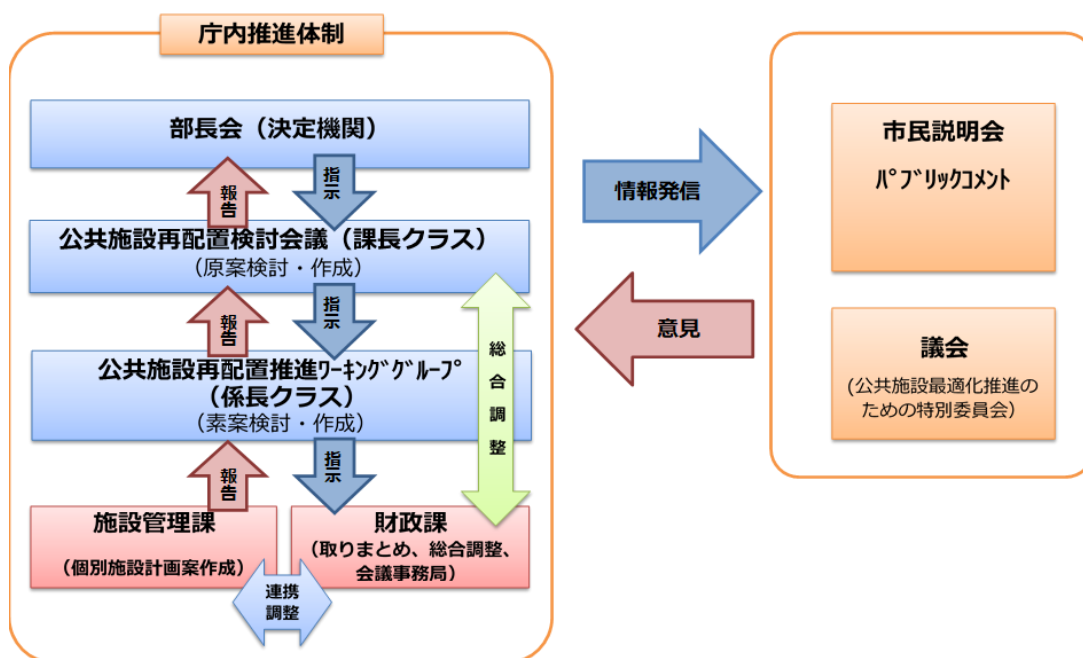 庁内推進体制
部長会（決定機関）
報告
指示
公共施設再配置検討会議（課長クラス）
（原案検討・作成）
報告
指示
公共施設再配置推進ﾜｰｷﾝｸﾞｸﾞﾙｰﾌﾟ
（係長クラス）
（素案検討・作成）
報告
指示
総合調整
施設管理課
（個別施設計画案作成）
財政課
（取りまとめ、総合調整、
会議事務局）
連携
調整
情報発信
意見
市民説明会
ﾊﾟﾌﾞﾘｯｸｺﾒﾝﾄ
議会
(公共施設最適化推進の
ための特別委員会）